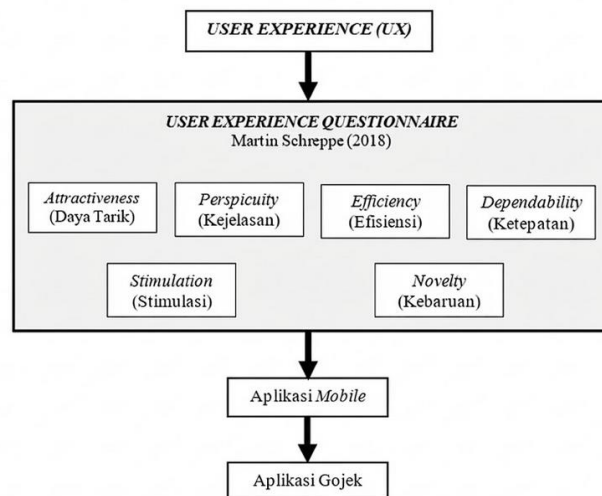 USER EXPERIENCE (UX)
USER EXPERIENCE QUESTIONNAIRE
Martin Schreppe (2018)
Attractiveness
(Daya Tarik)
Perspicuity
(Kejelasan)
Efficiency
(Efisiensi)
Dependability
(Ketepatan)
Stimulation
(Stimulasi)
Novelty
(Kebaruan)
Aplikasi Mobile
Aplikasi Gojek